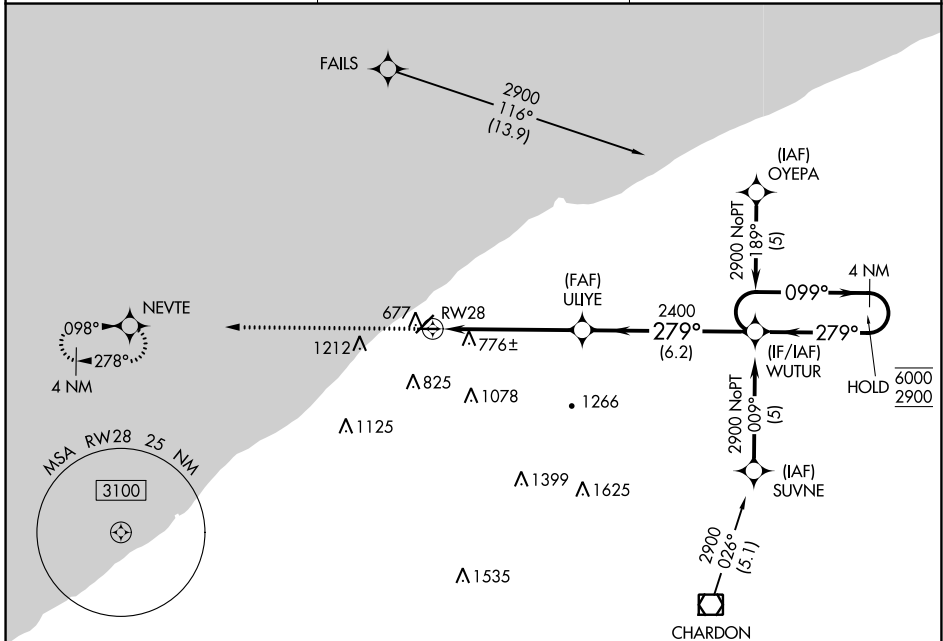 FAILS
2900
116°
(13.9)
(IAF)
OYEPA
2900 NoPT
189°
(5)
4 NM
099°
(FAF)
ULIYE
NEVTE
098°
278°
4 NM
677
RW28
1212
776±
2400
279°
(6.2)
279°
(IF/IAF)
WUTUR
HOLD
6000
2900
825
1078
1266
1125
2900 NoPT
009°
(5)
MSA RW28 25 NM
3100
1399
1625
(IAF)
SUVNE
2900
026°
(5.1)
1535
CHARDON